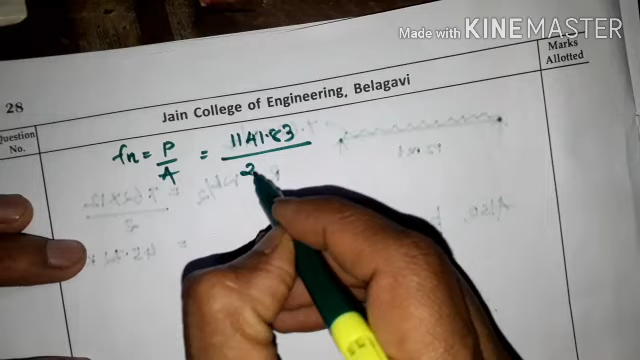 Made with KINEMASTER
28
Jain College of Engineering, Belagavi
Marks
Allotted
Question
No.
fn = P/A = 1141.83/2